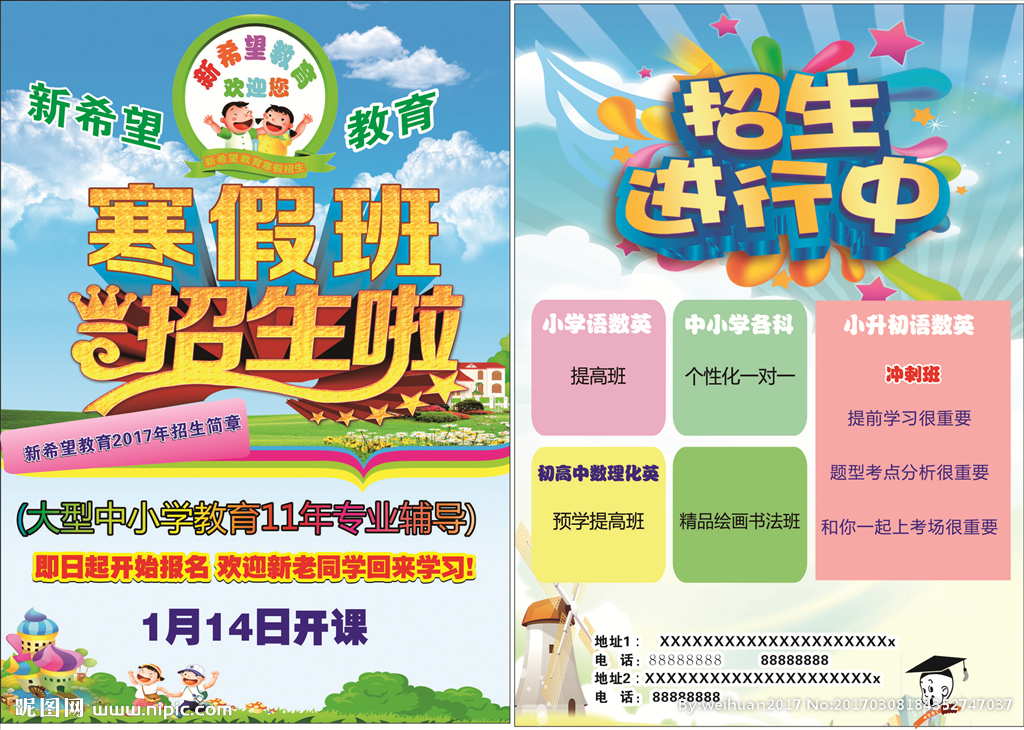 新希望教育
欢迎您
新希望
教育
新希望教育寒假招生
寒假班
招生啦
新希望教育2017年招生简章
(大型中小学教育11年专业辅导)
即日起开始报名 欢迎新老同学回来学习!
1月14日开课
昵图网 www.nipic.com
招生
进行中
小学语数英
提高班
中小学各科
个性化一对一
小升初语数英
冲刺班
提前学习很重要
题型考点分析很重要
和你一起上考场很重要
初高中数理化英
预学提高班
精品绘画书法班
地址1： XXXXXXXXXXXXXXXXXXXXXx
电 话：88888888 88888888
地址2：XXXXXXXXXXXXXXXXXXXXXx
电 话： 88888888
By:Weihuan2017 No:20170308184352747037